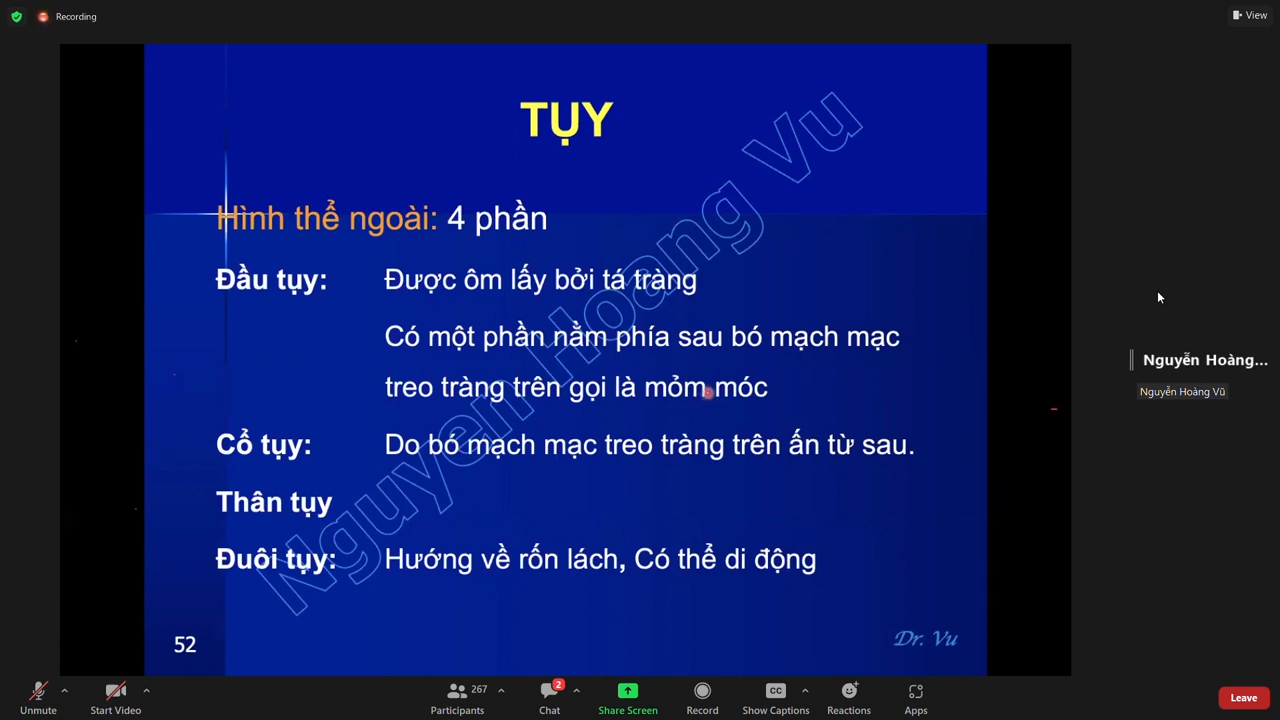 Recording
View
TỤY
Hình thể ngoài: 4 phần
Đầu tụy: Được ôm lấy bởi tá tràng
Có một phần nằm phía sau bó mạch mạc
treo tràng trên gọi là mỏm móc
Cổ tụy: Do bó mạch mạc treo tràng trên ấn từ sau.
Thân tụy
Đuôi tụy: Hướng về rốn lách, Có thể di động
Nguyen Hoang Vu
52
Dr. Vu
Nguyễn Hoàng...
Nguyễn Hoàng Vũ
Unmute
Start Video
Participants 267
Chat 2
Share Screen
Record
CC Show Captions
Reactions
Apps
Leave